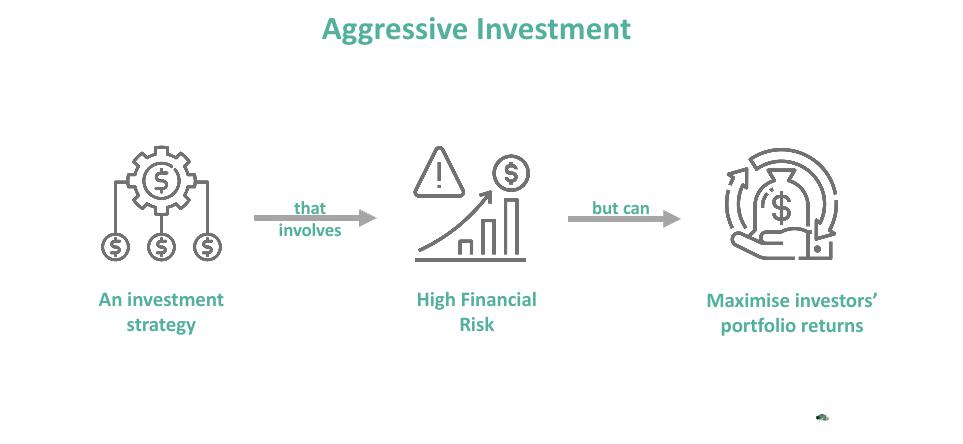 Aggressive Investment
that
involves
but can
An investment
strategy
High Financial
Risk
Maximise investors’
portfolio returns